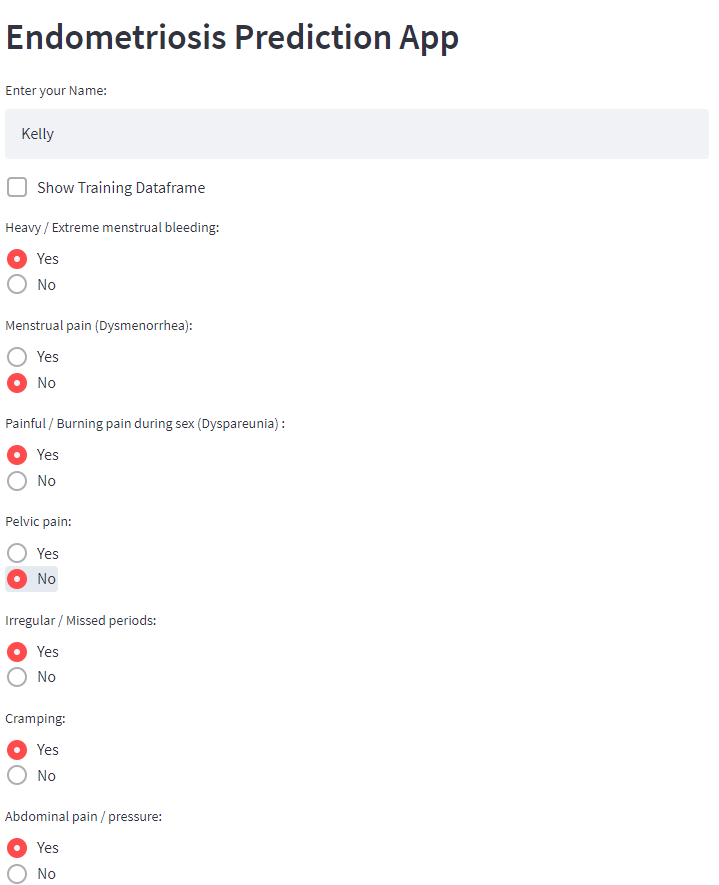 Endometriosis Prediction App
Enter your Name:
Kelly
Show Training Dataframe
Heavy / Extreme menstrual bleeding:
Yes
No
Menstrual pain (Dysmenorrhea):
Yes
No
Painful / Burning pain during sex (Dyspareunia) :
Yes
No
Pelvic pain:
Yes
No
Irregular / Missed periods:
Yes
No
Cramping:
Yes
No
Abdominal pain / pressure:
Yes
No